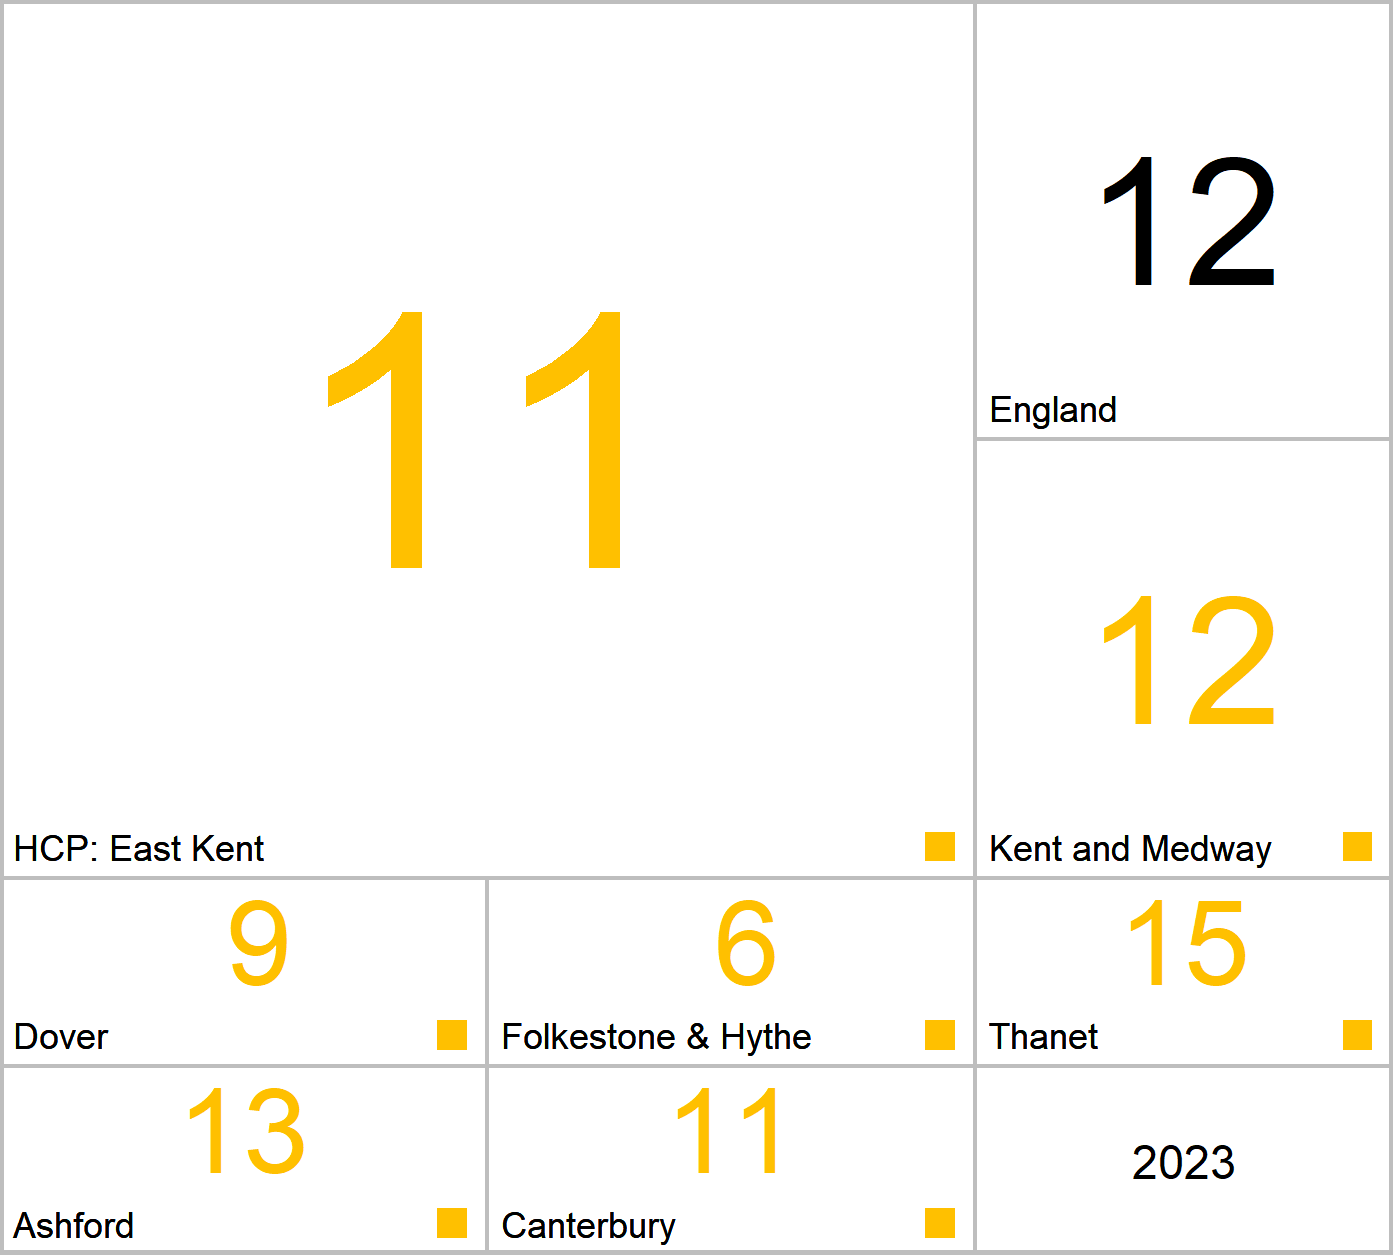 11
HCP: East Kent
12
England
12
Kent and Medway
9
Dover
6
Folkestone & Hythe
15
Thanet
13
Ashford
11
Canterbury
2023